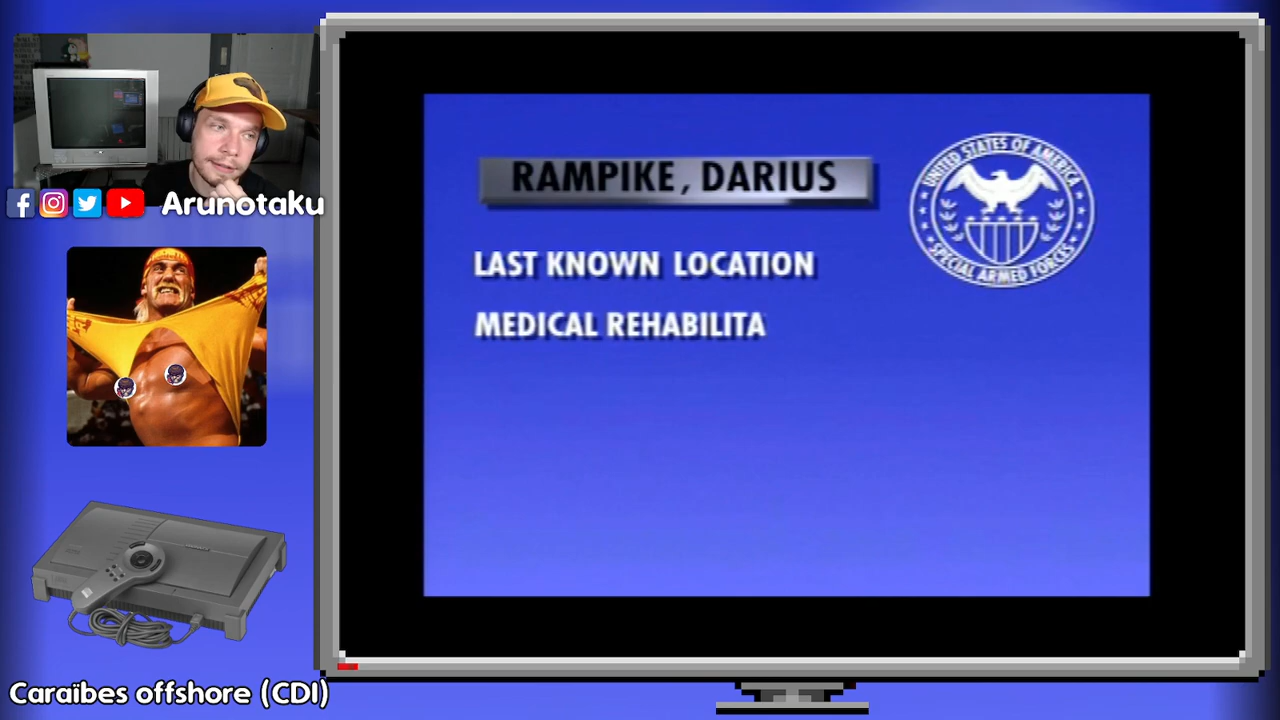 RAMPIKE, DARIUS
LAST KNOWN LOCATION
MEDICAL REHABILITA
UNITED STATES OF AMERICA
SPECIAL ARMED FORCES
Arunotaku
Caraïbes offshore (CDI)